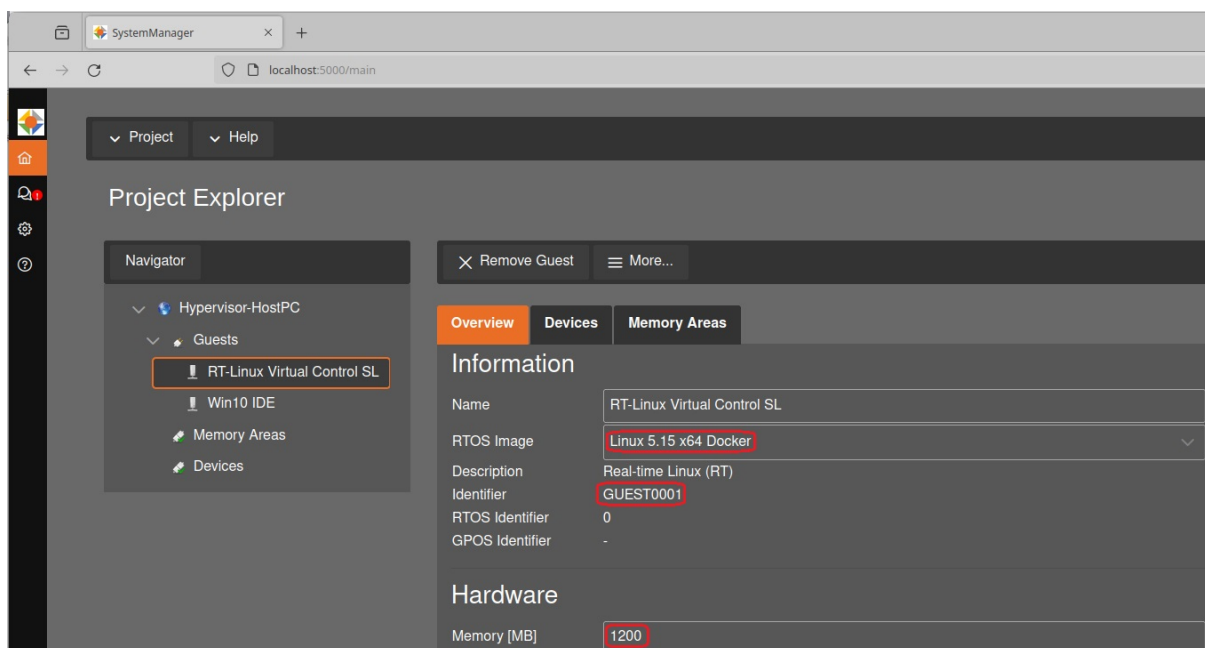 SystemManager
localhost:5000/main
Project Help
Project Explorer
Navigator
Hypervisor-HostPC
Guests
RT-Linux Virtual Control SL
Win10 IDE
Memory Areas
Devices
Remove Guest More...
Overview Devices Memory Areas
Information
Name RT-Linux Virtual Control SL
RTOS Image Linux 5.15 x64 Docker
Description Real-time Linux (RT)
Identifier GUEST0001
RTOS Identifier 0
GPOS Identifier -
Hardware
Memory [MB] 1200